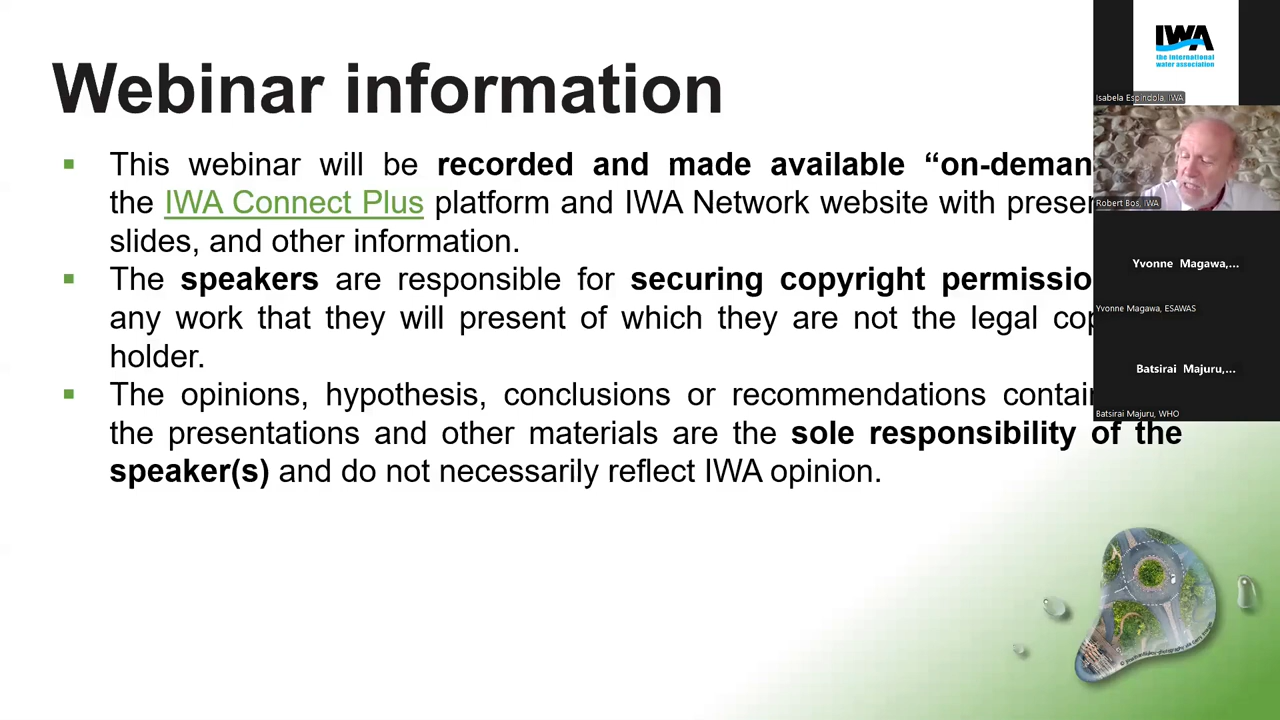 Webinar information
This webinar will be recorded and made available “on-deman
the IWA Connect Plus platform and IWA Network website with presen
slides, and other information.
The speakers are responsible for securing copyright permissio
any work that they will present of which they are not the legal cop
holder.
The opinions, hypothesis, conclusions or recommendations contain
the presentations and other materials are the sole responsibility of the
speaker(s) and do not necessarily reflect IWA opinion.
IWA
the international
water association
Isabela Espindola, IWA
Robert Bos, IWA
Yvonne Magawa,...
Yvonne Magawa, ESAWAS
Batsirai Majuru,...
Batsirai Majuru, WHO